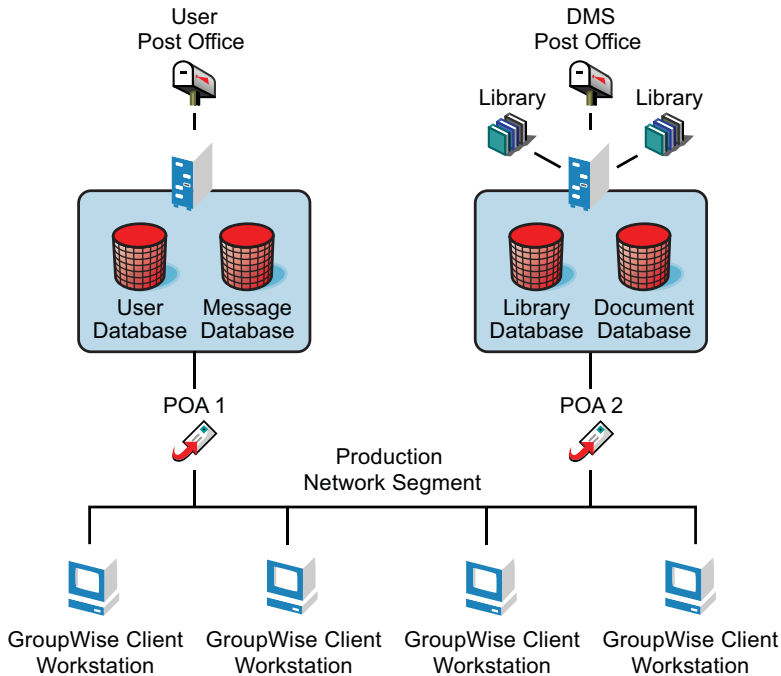 User
Post Office
DMS
Post Office
Library
Library
User
Database
Message
Database
Library
Database
Document
Database
POA 1
POA 2
Production
Network Segment
GroupWise Client
Workstation
GroupWise Client
Workstation
GroupWise Client
Workstation
GroupWise Client
Workstation